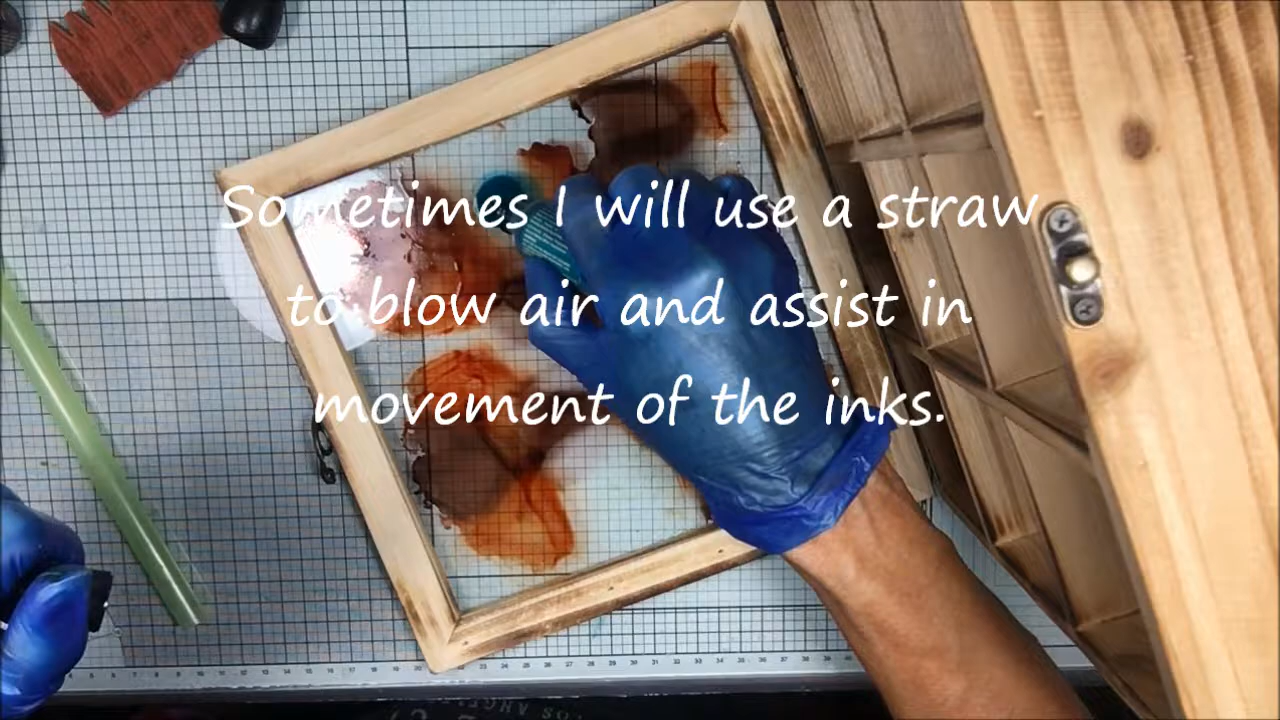 Sometimes I will use a straw
to blow air and assist in
movement of the inks.